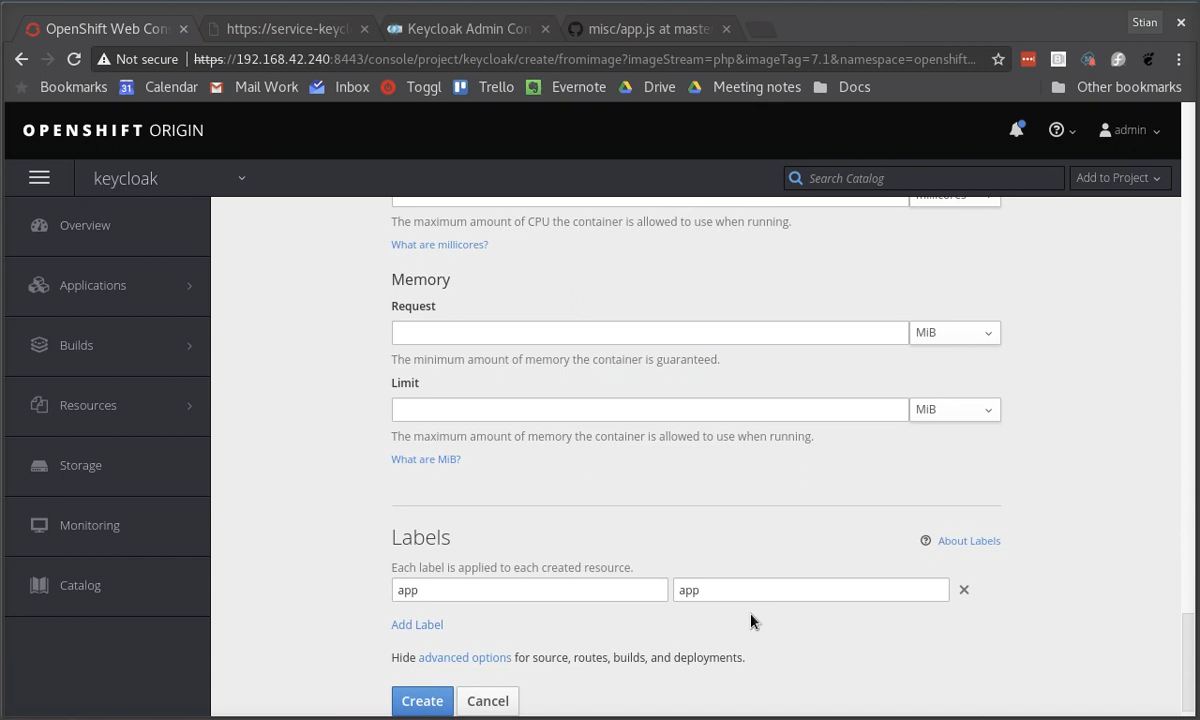 Stian
OpenShift Web Con
https://service-keycl
Keycloak Admin Con
misc/app.js at maste
Not secure https://192.168.42.240:8443/console/project/keycloak/create/fromimage?imageStream=php&imageTag=7.1&namespace=openshift...
Bookmarks 31 Calendar Mail Work Inbox Toggl Trello Evernote Drive Meeting notes Docs Other bookmarks
OPENSHIFT ORIGIN
admin
keycloak
Search Catalog
Add to Project
Overview
Applications
Builds
Resources
Storage
Monitoring
Catalog
millicores
The maximum amount of CPU the container is allowed to use when running.
What are millicores?
Memory
Request
MiB
The minimum amount of memory the container is guaranteed.
Limit
MiB
The maximum amount of memory the container is allowed to use when running.
What are MiB?
Labels
About Labels
Each label is applied to each created resource.
app app
Add Label
Hide advanced options for source, routes, builds, and deployments.
Create Cancel